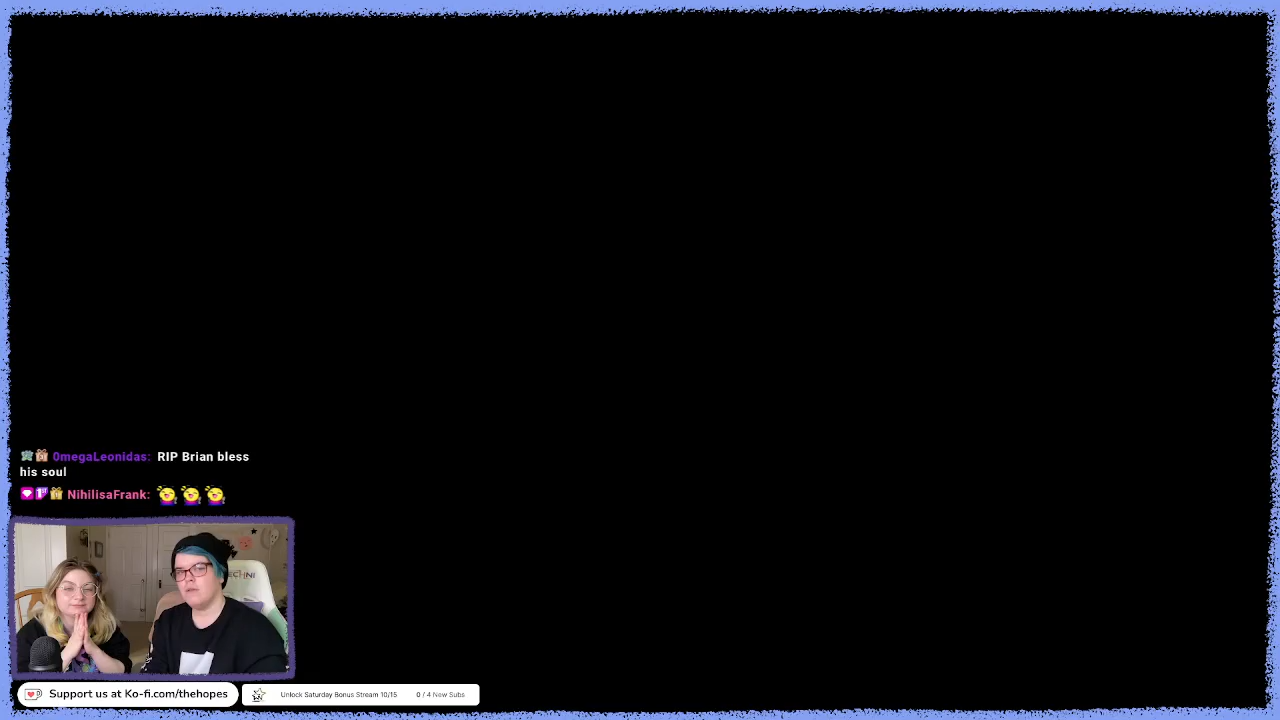 OmegaLeonidas: RIP Brian bless
his soul
NihilisaFrank:
Support us at Ko-fi.com/thehopes
Unlock Saturday Bonus Stream 10/15 0 / 4 New Subs